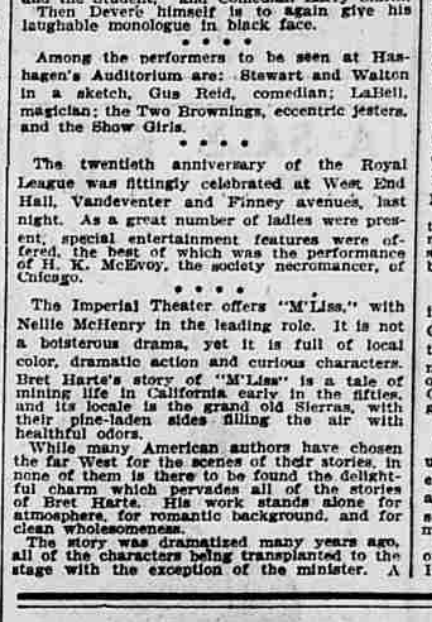 Then Devere himself is to again give his
laughable monologue in black face.
* * * *
Among the performers to be seen at Has-
hagen's Auditorium are: Stewart and Walton
in a sketch, Gus Reid, comedian; LaBell,
magician; the Two Brownings, eccentric jesters,
and the Show Girls.
* * * *
The twentieth anniversary of the Royal
League was fittingly celebrated at West End
Hall, Vandeventer and Finney avenues, last
night. As a great number of ladies were pres-
ent, special entertainment features were of-
fered, the best of which was the performance
of H. K. McEvoy, the society necromancer, of
Chicago.
* * * *
The Imperial Theater offers "M'Liss," with
Nellie McHenry in the leading role. It is not
a boisterous drama, yet it is full of local
color, dramatic action and curious characters.
Bret Harte's story of "M'Liss" is a tale of
mining life in California early in the fifties,
and its locale is the grand old Sierras, with
their pine-laden sides filling the air with
healthful odors.
While many American authors have chosen
the far West for the scenes of their stories, in
none of them is there to be found the delight-
ful charm which pervades all of the stories
of Bret Harte. His work stands alone for
atmosphere, for romantic background, and for
clean wholesomeness.
The story was dramatized many years ago,
all of the characters being transplanted to the
stage with the exception of the minister. A